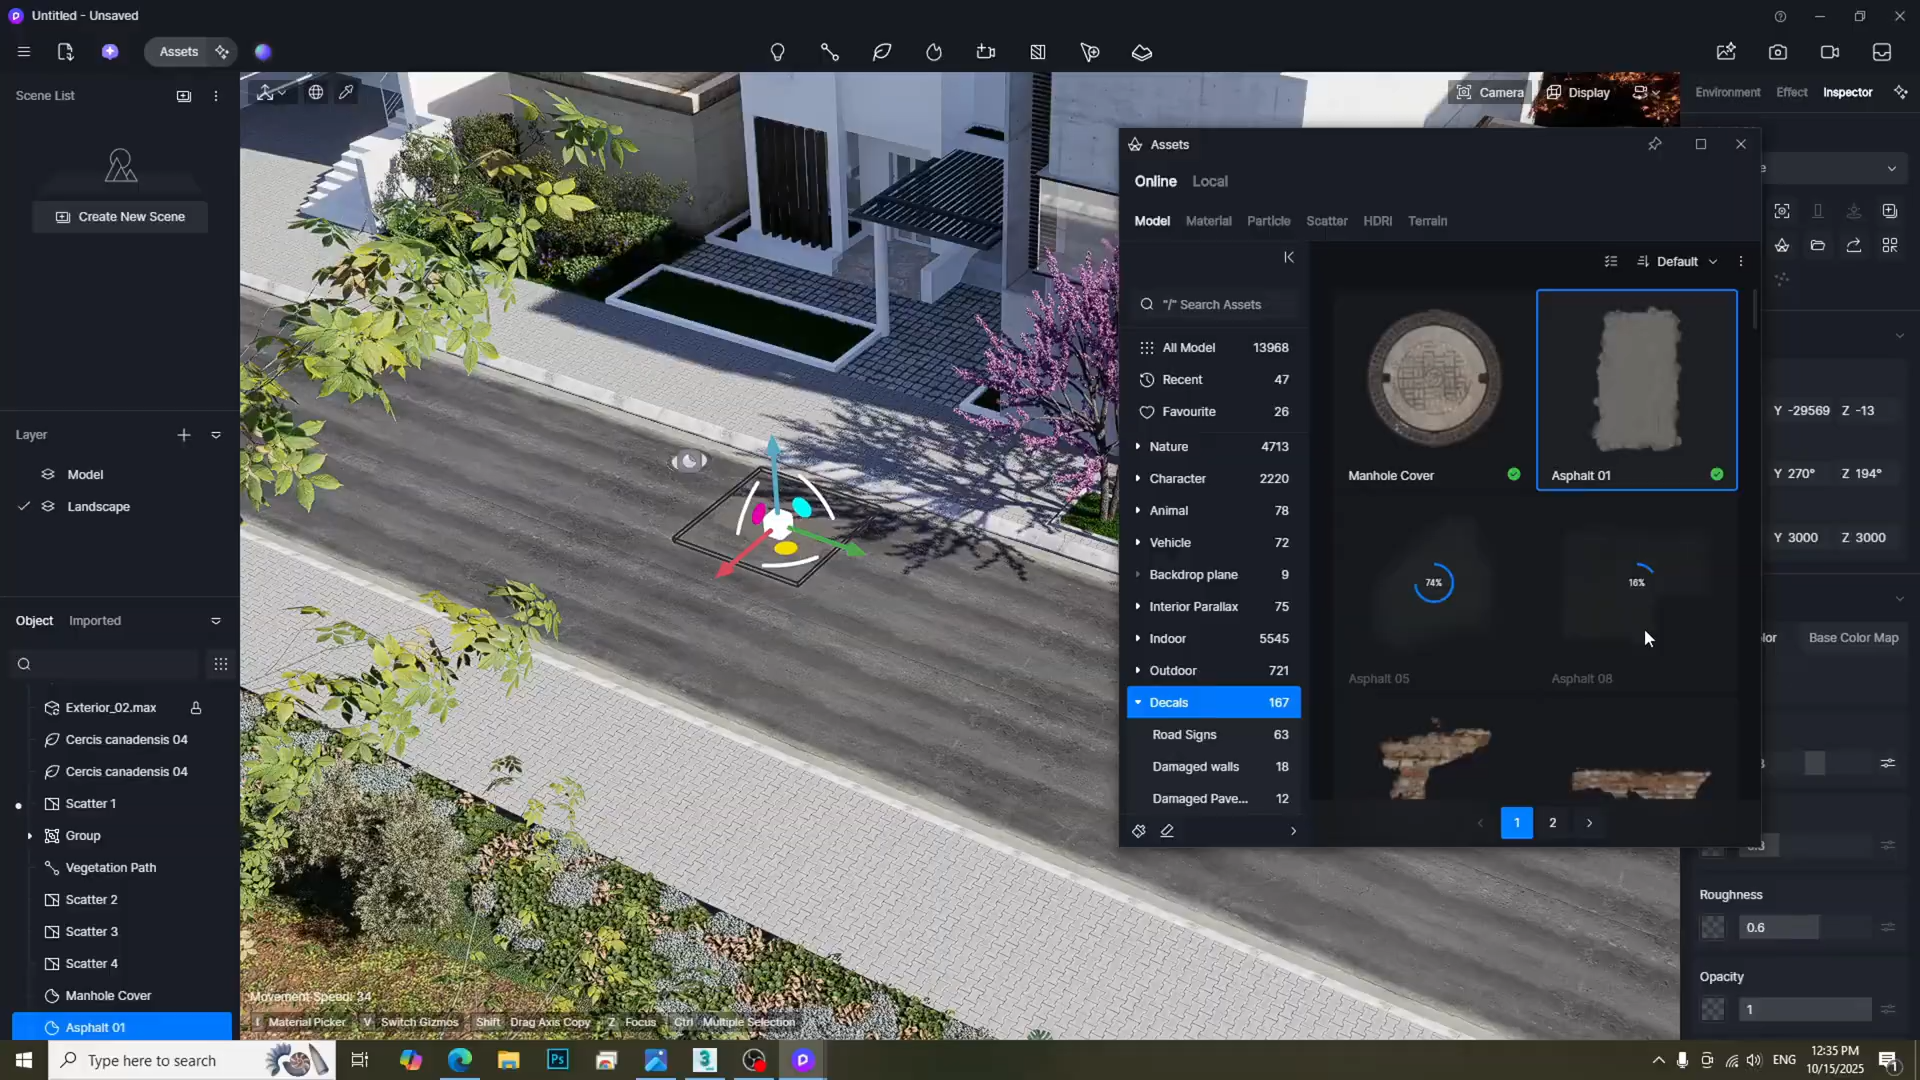 Untitled - Unsaved
Assets
Scene List
Create New Scene
Layer
Model
Landscape
Object
Imported
Exterior_02.max
Cercis canadensis 04
Cercis canadensis 04
Scatter 1
Group
Vegetation Path
Scatter 2
Scatter 3
Scatter 4
Manhole Cover
Asphalt 01
Camera
Display
Movement Speed: 34
Material Picker
V Switch Gizmos
Shift Drag Axis Copy
Z Focus
Ctrl Multiple Selection
Assets
Online
Local
Model
Material
Particle
Scatter
HDRI
Terrain
"/" Search Assets
Default
All Model 13968
Recent 47
Favourite 26
Nature 4713
Character 2220
Animal 78
Vehicle 72
Backdrop plane 9
Interior Parallax 75
Indoor 5545
Outdoor 721
Decals 167
Road Signs 63
Damaged walls 18
Damaged Pave... 12
Manhole Cover
Asphalt 01
74%
16%
Asphalt 05
Asphalt 08
1
2
Environment
Effect
Inspector
Y -29569 Z -13
Y 270° Z 194°
Y 3000 Z 3000
Base Color Map
Roughness
0.6
Opacity
1
Type here to search
Ps
3
ENG
12:35 PM
10/15/2025